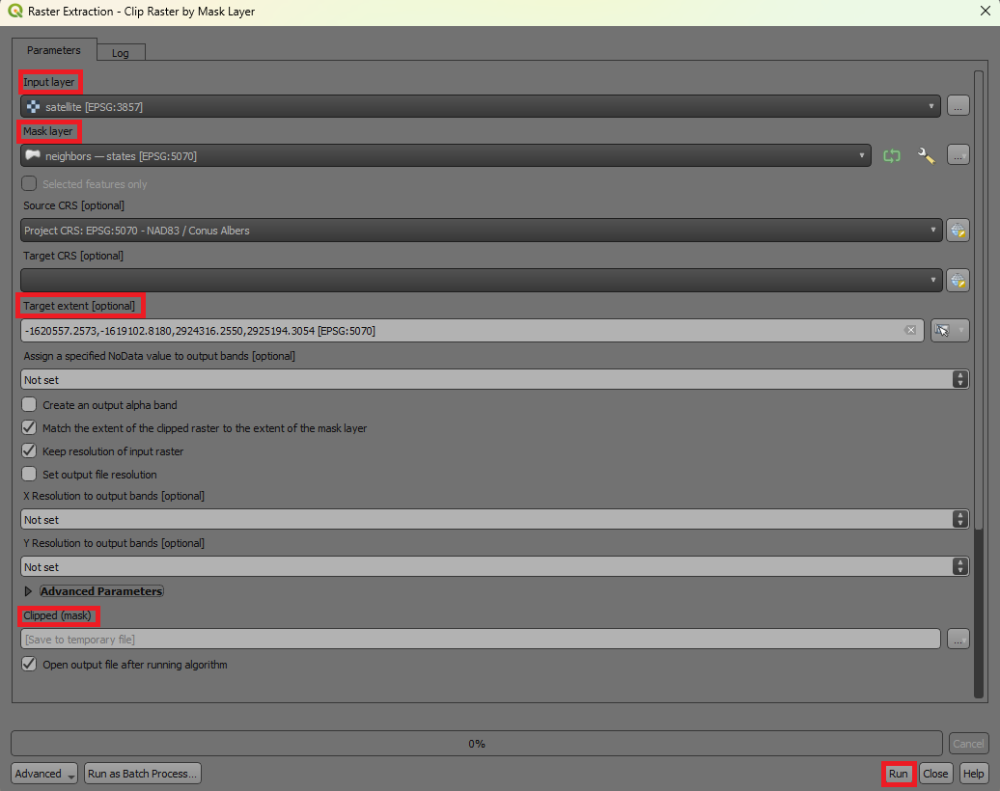 Raster Extraction - Clip Raster by Mask Layer
Parameters
Log
Input layer
satellite [EPSG:3857]
...
Mask layer
neighbors — states [EPSG:5070]
...
Selected features only
Source CRS [optional]
Project CRS: EPSG:5070 - NAD83 / Conus Albers
Target CRS [optional]
Target extent [optional]
-1620557.2573,-1619102.8180,2924316.2550,2925194.3054 [EPSG:5070]
Assign a specified NoData value to output bands [optional]
Not set
Create an output alpha band
Match the extent of the clipped raster to the extent of the mask layer
Keep resolution of input raster
Set output file resolution
X Resolution to output bands [optional]
Not set
Y Resolution to output bands [optional]
Not set
Advanced Parameters
Clipped (mask)
[Save to temporary file]
...
Open output file after running algorithm
0%
Cancel
Advanced
Run as Batch Process...
Run
Close
Help